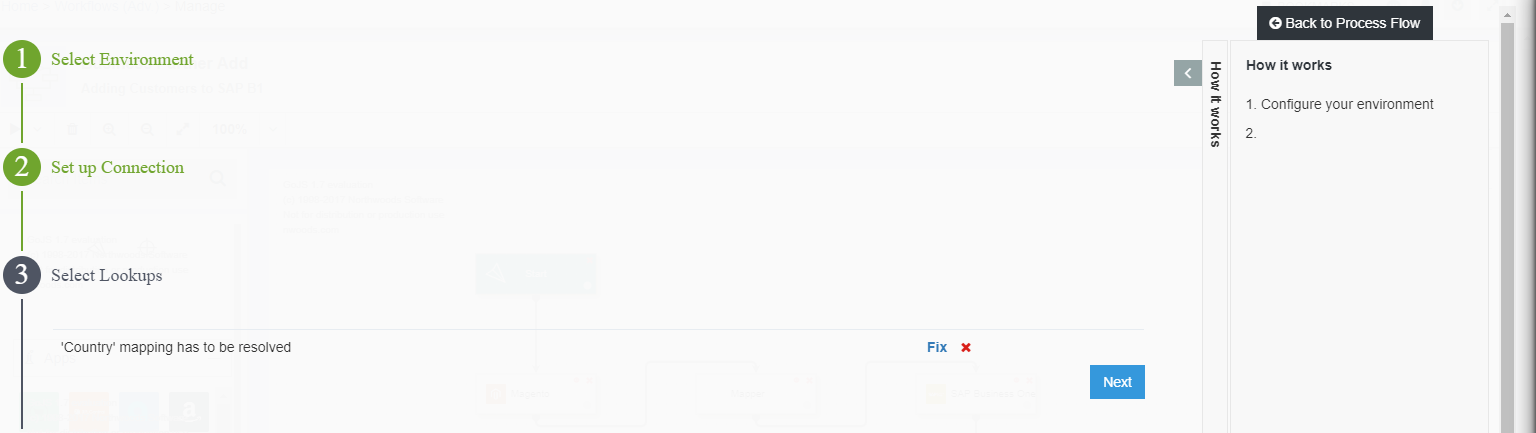 Back to Process Flow
1 Select Environment
2 Set up Connection
3 Select Lookups
'Country' mapping has to be resolved
Fix
Next
How it works
How it works
1. Configure your environment
2.
100%